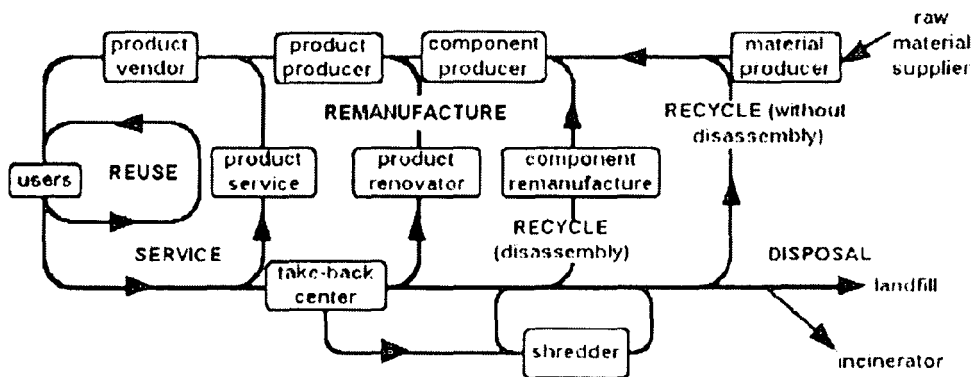 raw
material
supplier
product
vendor
product
producer
component
producer
material
producer
REMANUFACTURE
RECYCLE (without
disassembly)
users
REUSE
product
service
product
renovator
component
remanufacture
RECYCLE
(disassembly)
SERVICE
take-back
center
DISPOSAL
landfill
shredder
incinerator